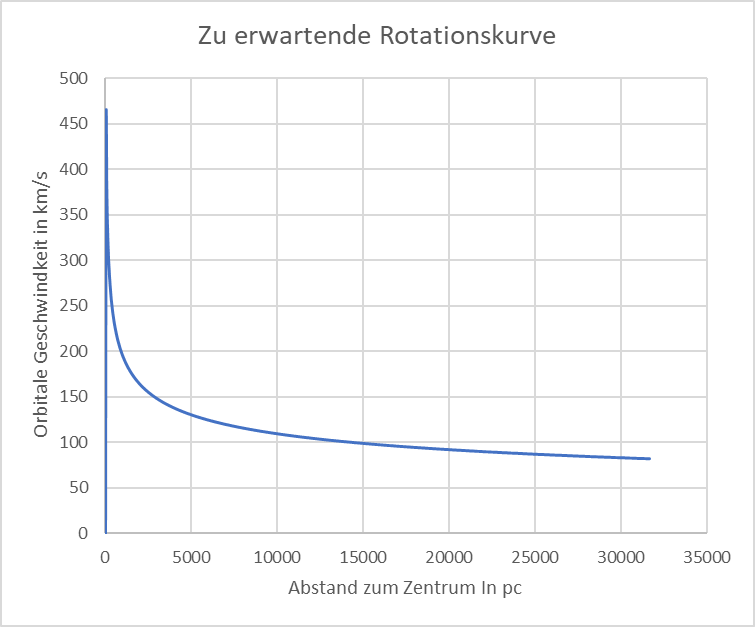 Zu erwartende Rotationskurve
500
450
400
350
300
250
200
150
100
50
0
Orbitale Geschwindkeit in km/s
0 5000 10000 15000 20000 25000 30000 35000
Abstand zum Zentrum In pc